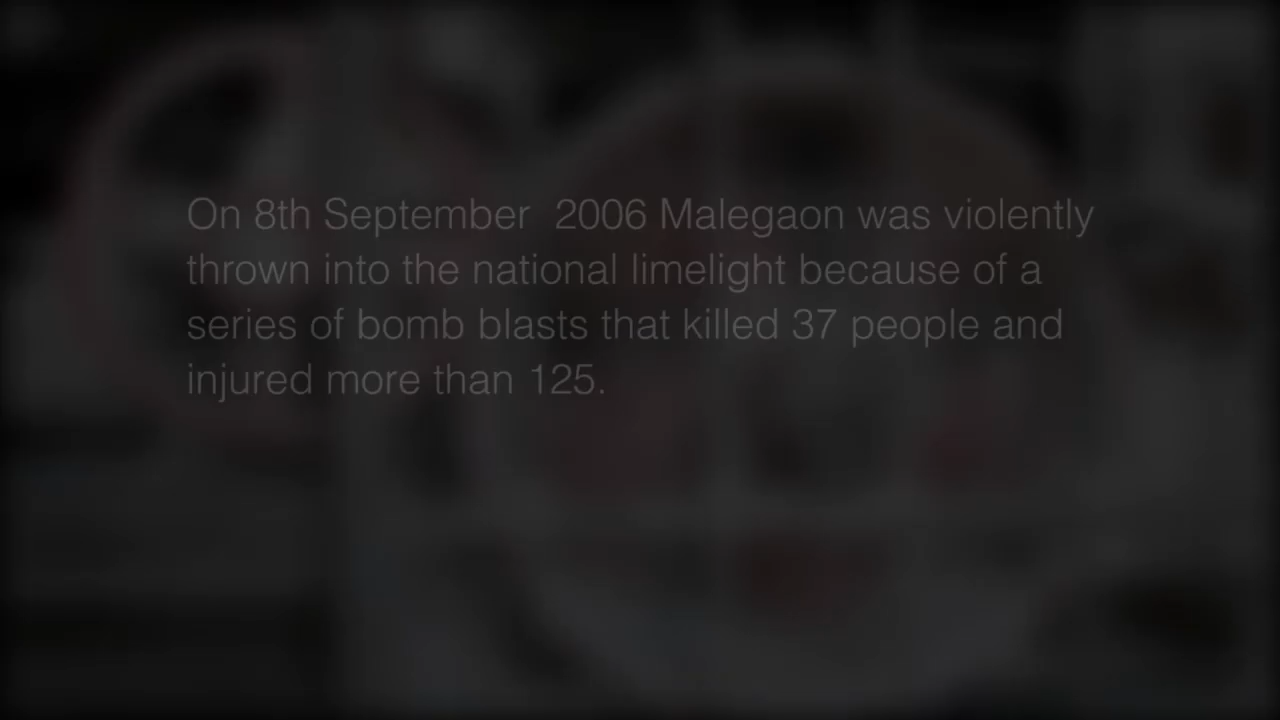 On 8th September  2006 Malegaon was violently
thrown into the national limelight because of a
series of bomb blasts that killed 37 people and
injured more than 125.